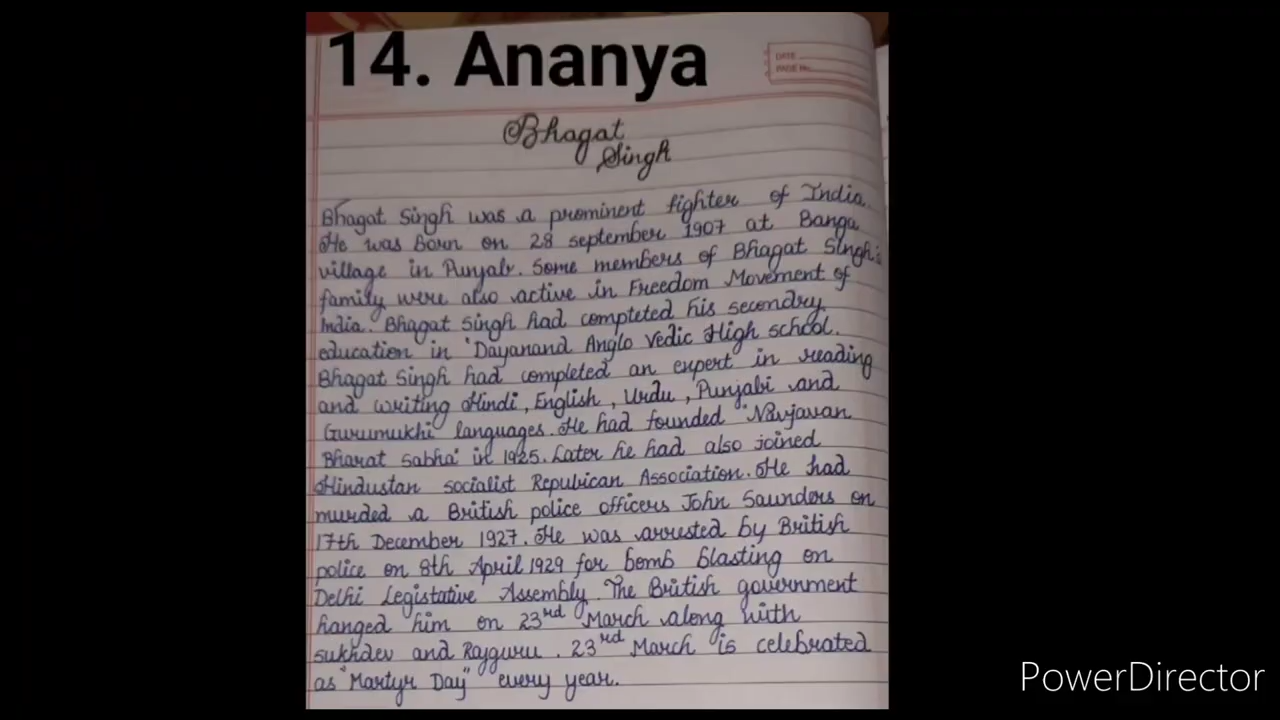 14. Ananya
DATE
PAGE No.
Bhagat
Singh
Bhagat Singh was a prominent fighter of India.
He was Born on 28 september 1907 at Banga
village in Punjab. Some members of Bhagat Singh's
family were also active in Freedom Movement of
India. Bhagat Singh had completed his secondry
education in 'Dayanand Anglo Vedic High school.
Bhagat Singh had completed an expert in reading
and writing Hindi, English, Urdu, Punjabi and
Gurumukhi languages. He had founded 'Navjavan
Bharat Sabha' in 1925. Later he had also joined
Hindustan socialist Repubican Association. He had
murded a British police officers John Saunders on
17th December 1927. He was arrested by British
police on 8th April 1929 for bomb blasting on
Delhi Legistative Assembly. The British government
hanged him on 23rd March along with
sukhdev and Rajguru. 23rd March is celebrated
as "Martyr Day" every year.
PowerDirector